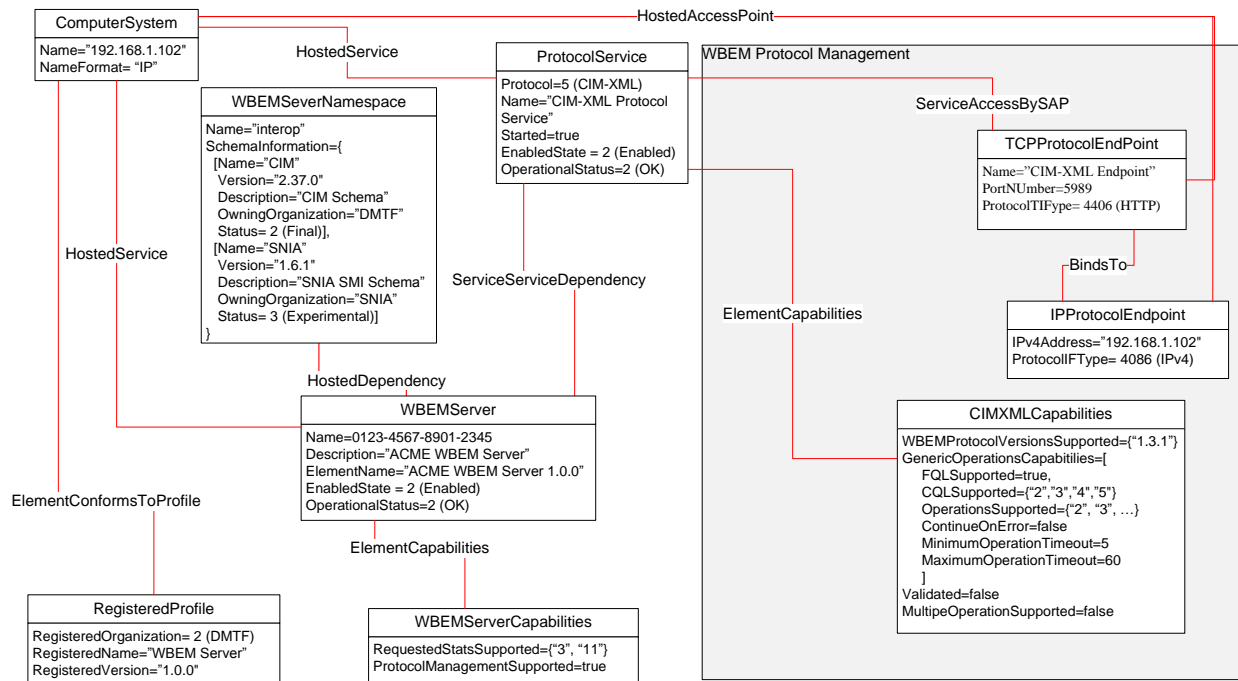 ComputerSystem
Name="192.168.1.102"
NameFormat= “IP”
HostedAccessPoint
HostedService
ProtocolService
Protocol=5 (CIM-XML)
Name=”CIM-XML Protocol
Service”
Started=true
EnabledState = 2 (Enabled)
OperationalStatus=2 (OK)
WBEM Protocol Management
ServiceAccessBySAP
TCPProtocolEndPoint
Name=”CIM-XML Endpoint”
PortNUmber=5989
ProtocolTIFype= 4406 (HTTP)
WBEMSeverNamespace
Name=”interop”
SchemaInformation={
[Name=”CIM”
Version=”2.37.0"
Description=”CIM Schema”
OwningOrganization=”DMTF”
Status= 2 (Final)],
[Name=”SNIA”
Version=”1.6.1"
Description=”SNIA SMI Schema”
OwningOrganization=”SNIA”
Status= 3 (Experimental)]
}
HostedService
ServiceServiceDependency
BindsTo
ElementCapabilities
IPProtocolEndpoint
IPv4Address=”192.168.1.102"
ProtocolIFType= 4086 (IPv4)
HostedDependency
WBEMServer
Name=0123-4567-8901-2345
Description=”ACME WBEM Server”
ElementName=”ACME WBEM Server 1.0.0”
EnabledState = 2 (Enabled)
OperationalStatus=2 (OK)
CIMXMLCapabilities
WBEMProtocolVersionsSupported={“1.3.1”}
GenericOperationsCapabitilies=[
FQLSupported=true,
CQLSupported={“2”,”3",”4",”5"}
OperationsSupported={“2”, “3”, …}
ContinueOnError=false
MinimumOperationTimeout=5
MaximumOperationTimeout=60
]
Validated=false
MultipeOperationSupported=false
ElementConformsToProfile
ElementCapabilities
RegisteredProfile
RegisteredOrganization= 2 (DMTF)
RegisteredName=”WBEM Server”
RegisteredVersion=”1.0.0"
WBEMServerCapabilities
RequestedStatsSupported={“3”, “11”}
ProtocolManagementSupported=true